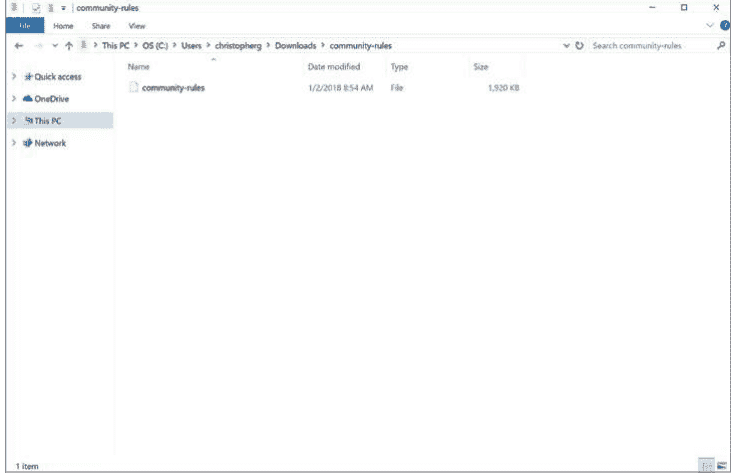 community-rules
File Home Share View
This PC > OS (C:) > Users > christopherg > Downloads > community-rules
Search community-rules
Name Date modified Type Size
community-rules 1/2/2018 8:54 AM File 1,920 KB
Quick access
OneDrive
This PC
Network
1 item